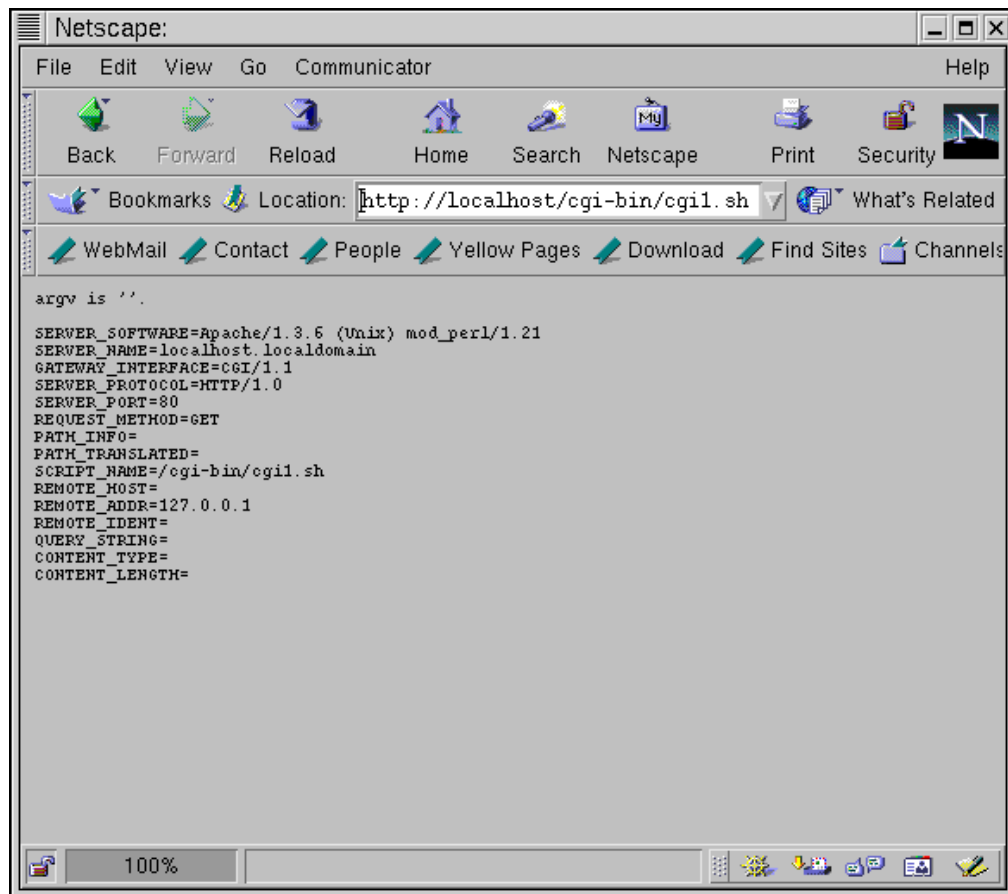 Netscape:
File Edit View Go Communicator Help
Back Forward Reload Home Search Netscape Print Security
My
N
Bookmarks Location: http://localhost/cgi-bin/cgi1.sh What's Related
WebMail Contact People Yellow Pages Download Find Sites Channels
argv is ''.
SERVER_SOFTWARE=Apache/1.3.6 (Unix) mod_perl/1.21
SERVER_NAME=localhost.localdomain
GATEWAY_INTERFACE=CGI/1.1
SERVER_PROTOCOL=HTTP/1.0
SERVER_PORT=80
REQUEST_METHOD=GET
PATH_INFO=
PATH_TRANSLATED=
SCRIPT_NAME=/cgi-bin/cgi1.sh
REMOTE_HOST=
REMOTE_ADDR=127.0.0.1
REMOTE_IDENT=
QUERY_STRING=
CONTENT_TYPE=
CONTENT_LENGTH=
100%